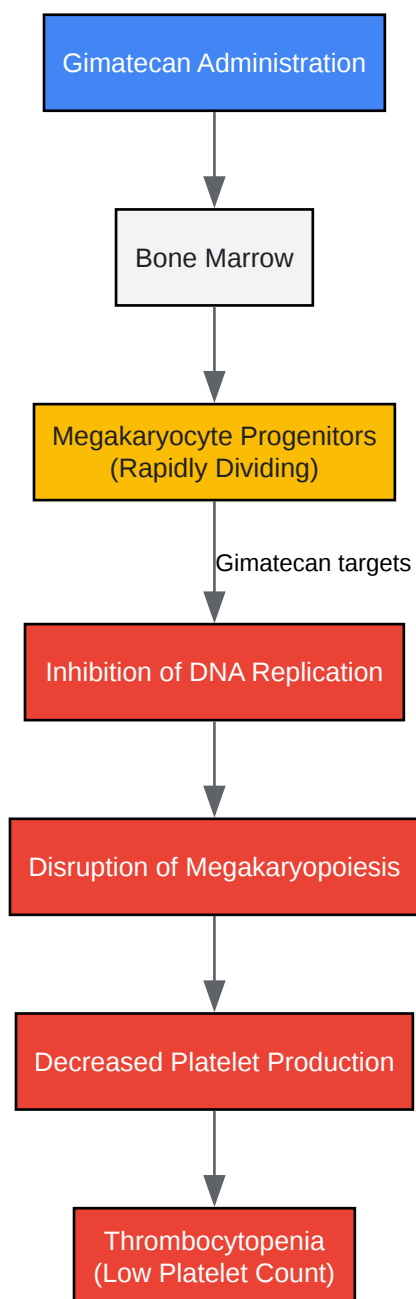 Gimatecan Administration
Bone Marrow
Megakaryocyte Progenitors
(Rapidly Dividing)
Gimatecan targets
Inhibition of DNA Replication
Disruption of Megakaryopoiesis
Decreased Platelet Production
Thrombocytopenia
(Low Platelet Count)